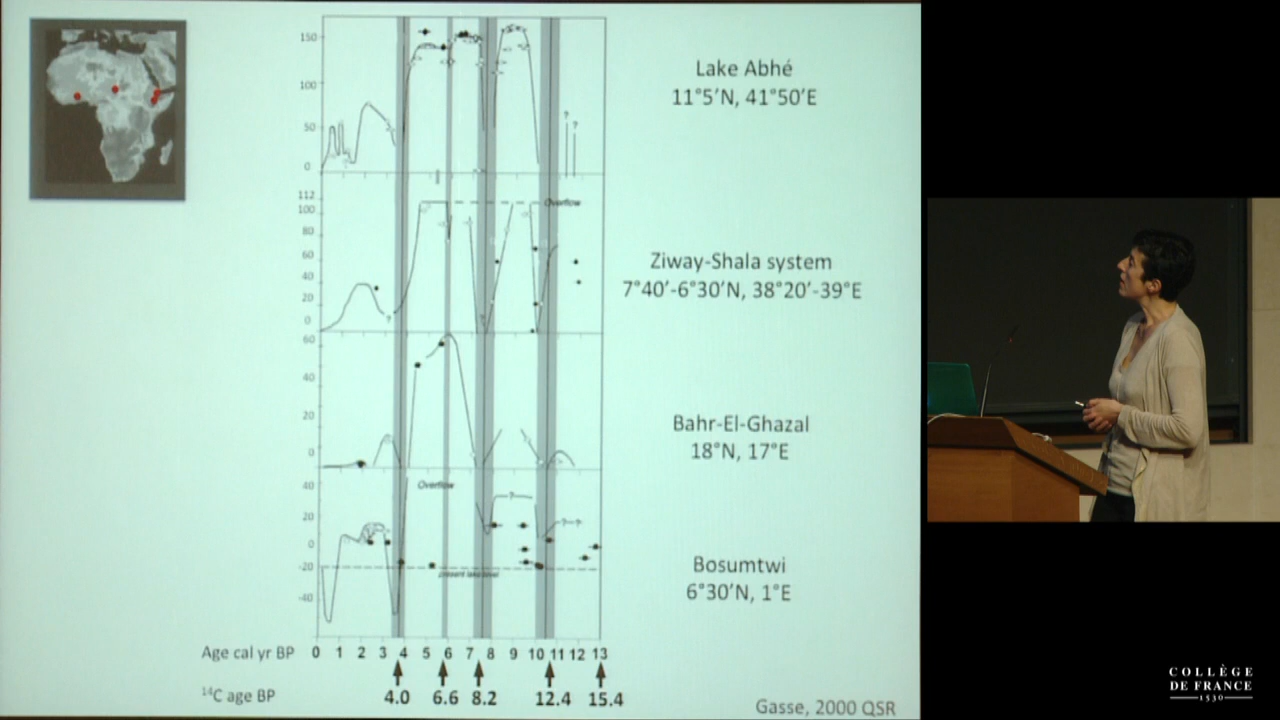 150
100
50
0
Lake Abhé
11°5’N, 41°50’E
? ?
112
100
80
60
40
20
0
Overflow
?
?
Ziway-Shala system
7°40’-6°30’N, 38°20’-39°E
60
40
20
0
Bahr-El-Ghazal
18°N, 17°E
40
20
0
-20
-40
Overflow
?
? ?
present lake level
Bosumtwi
6°30’N, 1°E
Age cal yr BP 0 1 2 3 4 5 6 7 8 9 10 11 12 13
14C age BP 4.0 6.6 8.2 12.4 15.4
Gasse, 2000 QSR
COLLÈGE
DE FRANCE
1530